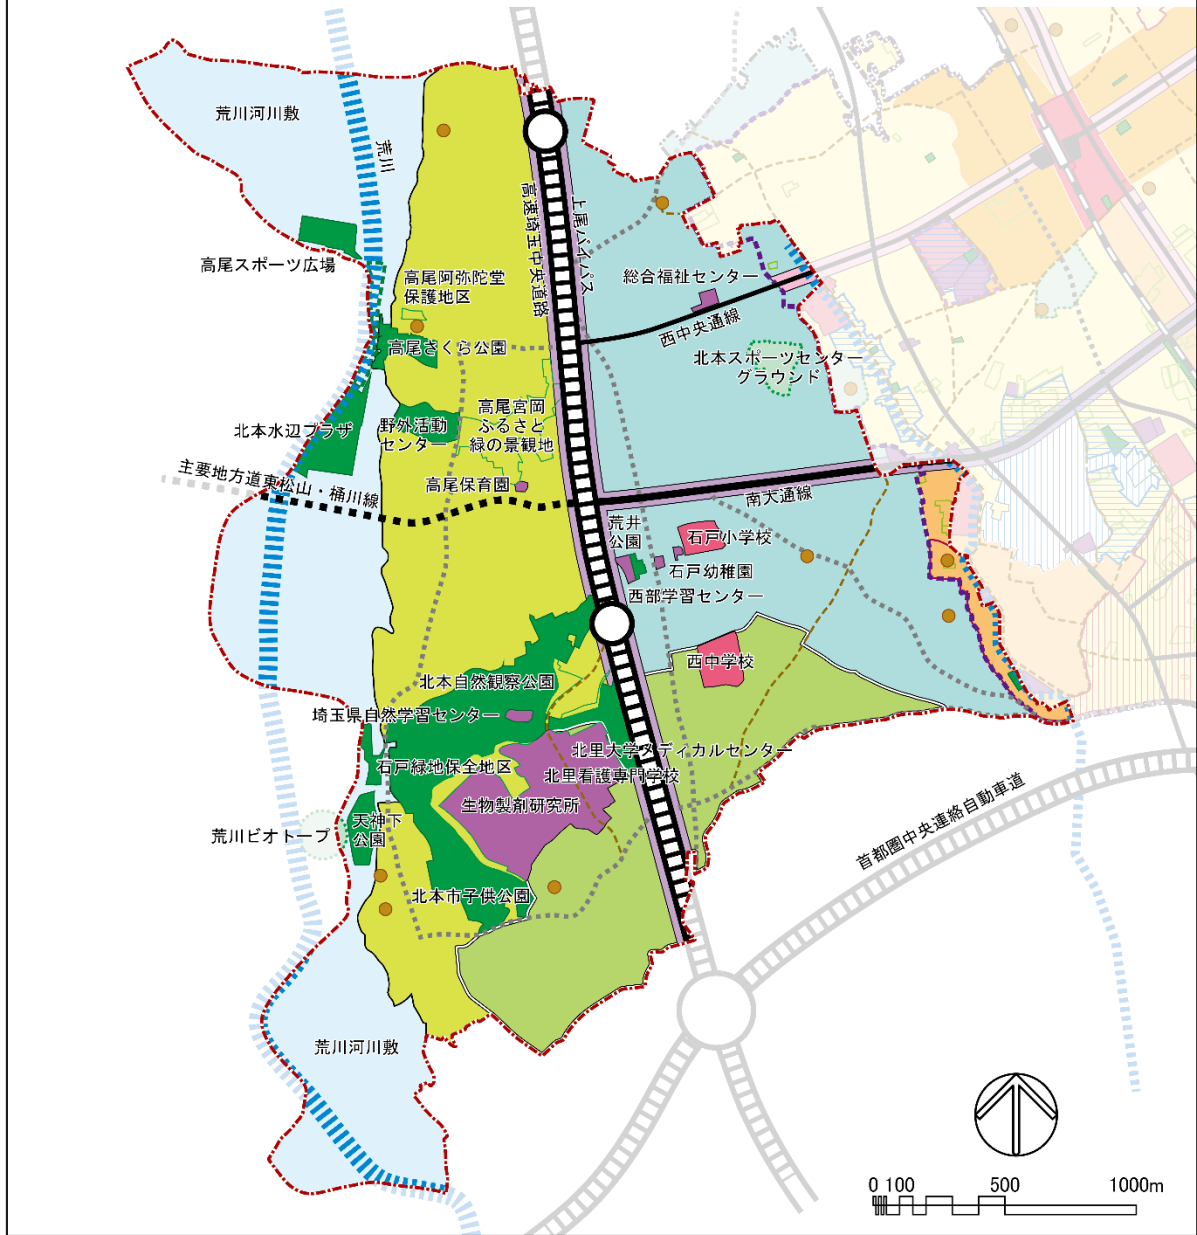 荒川河川敷
荒川
高速埼玉中央道路
上尾バイパス
高尾スポーツ広場
高尾阿弥陀堂
保護地区
総合福祉センター
西中央通線
高尾さくら公園
北本スポーツセンター
グラウンド
北本水辺プラザ
野外活動
センター
高尾宮岡
ふるさと
緑の景観地
主要地方道東松山・桶川線
高尾保育園
南大通線
荒井
公園
石戸小学校
石戸幼稚園
西部学習センター
西中学校
北本自然観察公園
埼玉県自然学習センター
北里大学メディカルセンター
石戸緑地保全地区
北里看護専門学校
生物製剤研究所
荒川ビオトープ
天神下
公園
首都圏中央連絡自動車道
北本市子供公園
荒川河川敷
0 100 500 1000m